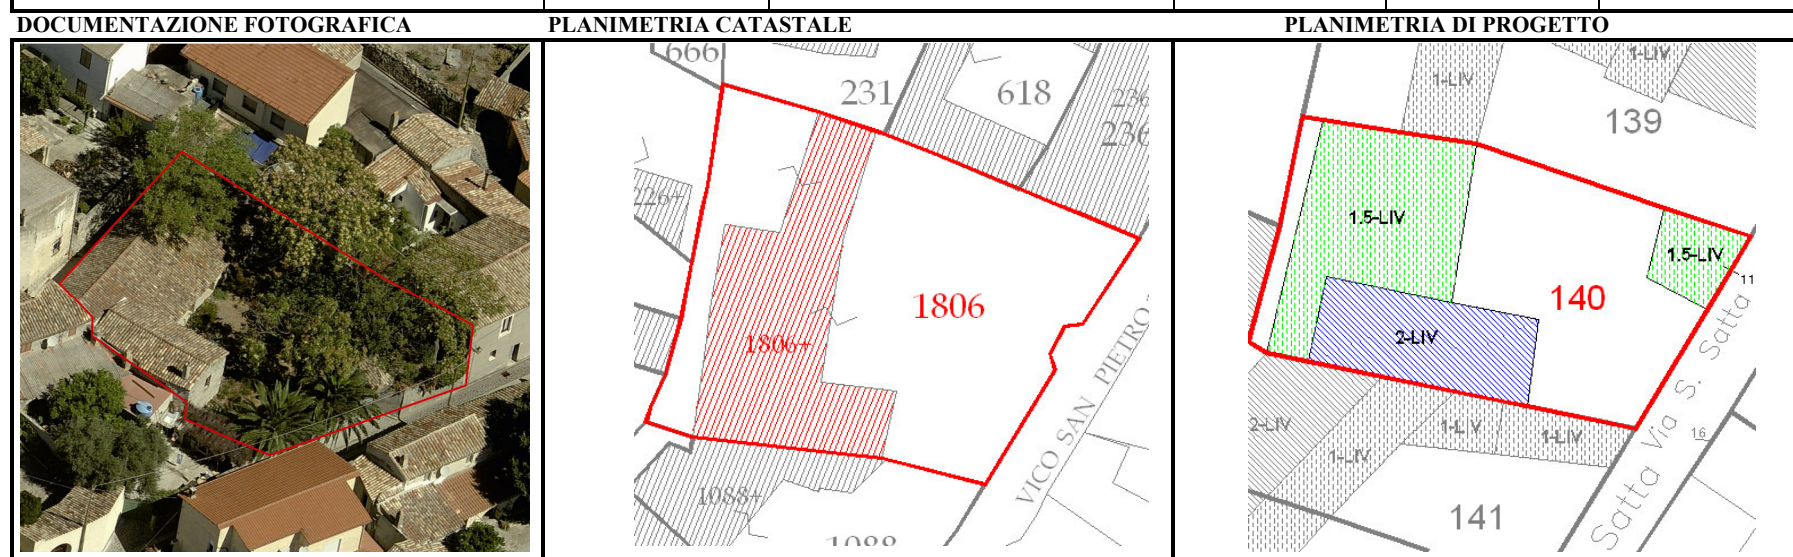 DOCUMENTAZIONE FOTOGRAFICA
PLANIMETRIA CATASTALE
PLANIMETRIA DI PROGETTO
666
231
618
236
236
226+
1806
1806+
VICO SAN PIETRO
1088+
1088
1-LIV
1-LIV
139
1.5-LIV
1.5-LIV
11
140
2-LIV
Satta Via S. Satta
2-LIV
1-LIV
1-LIV
1-LIV
16
141